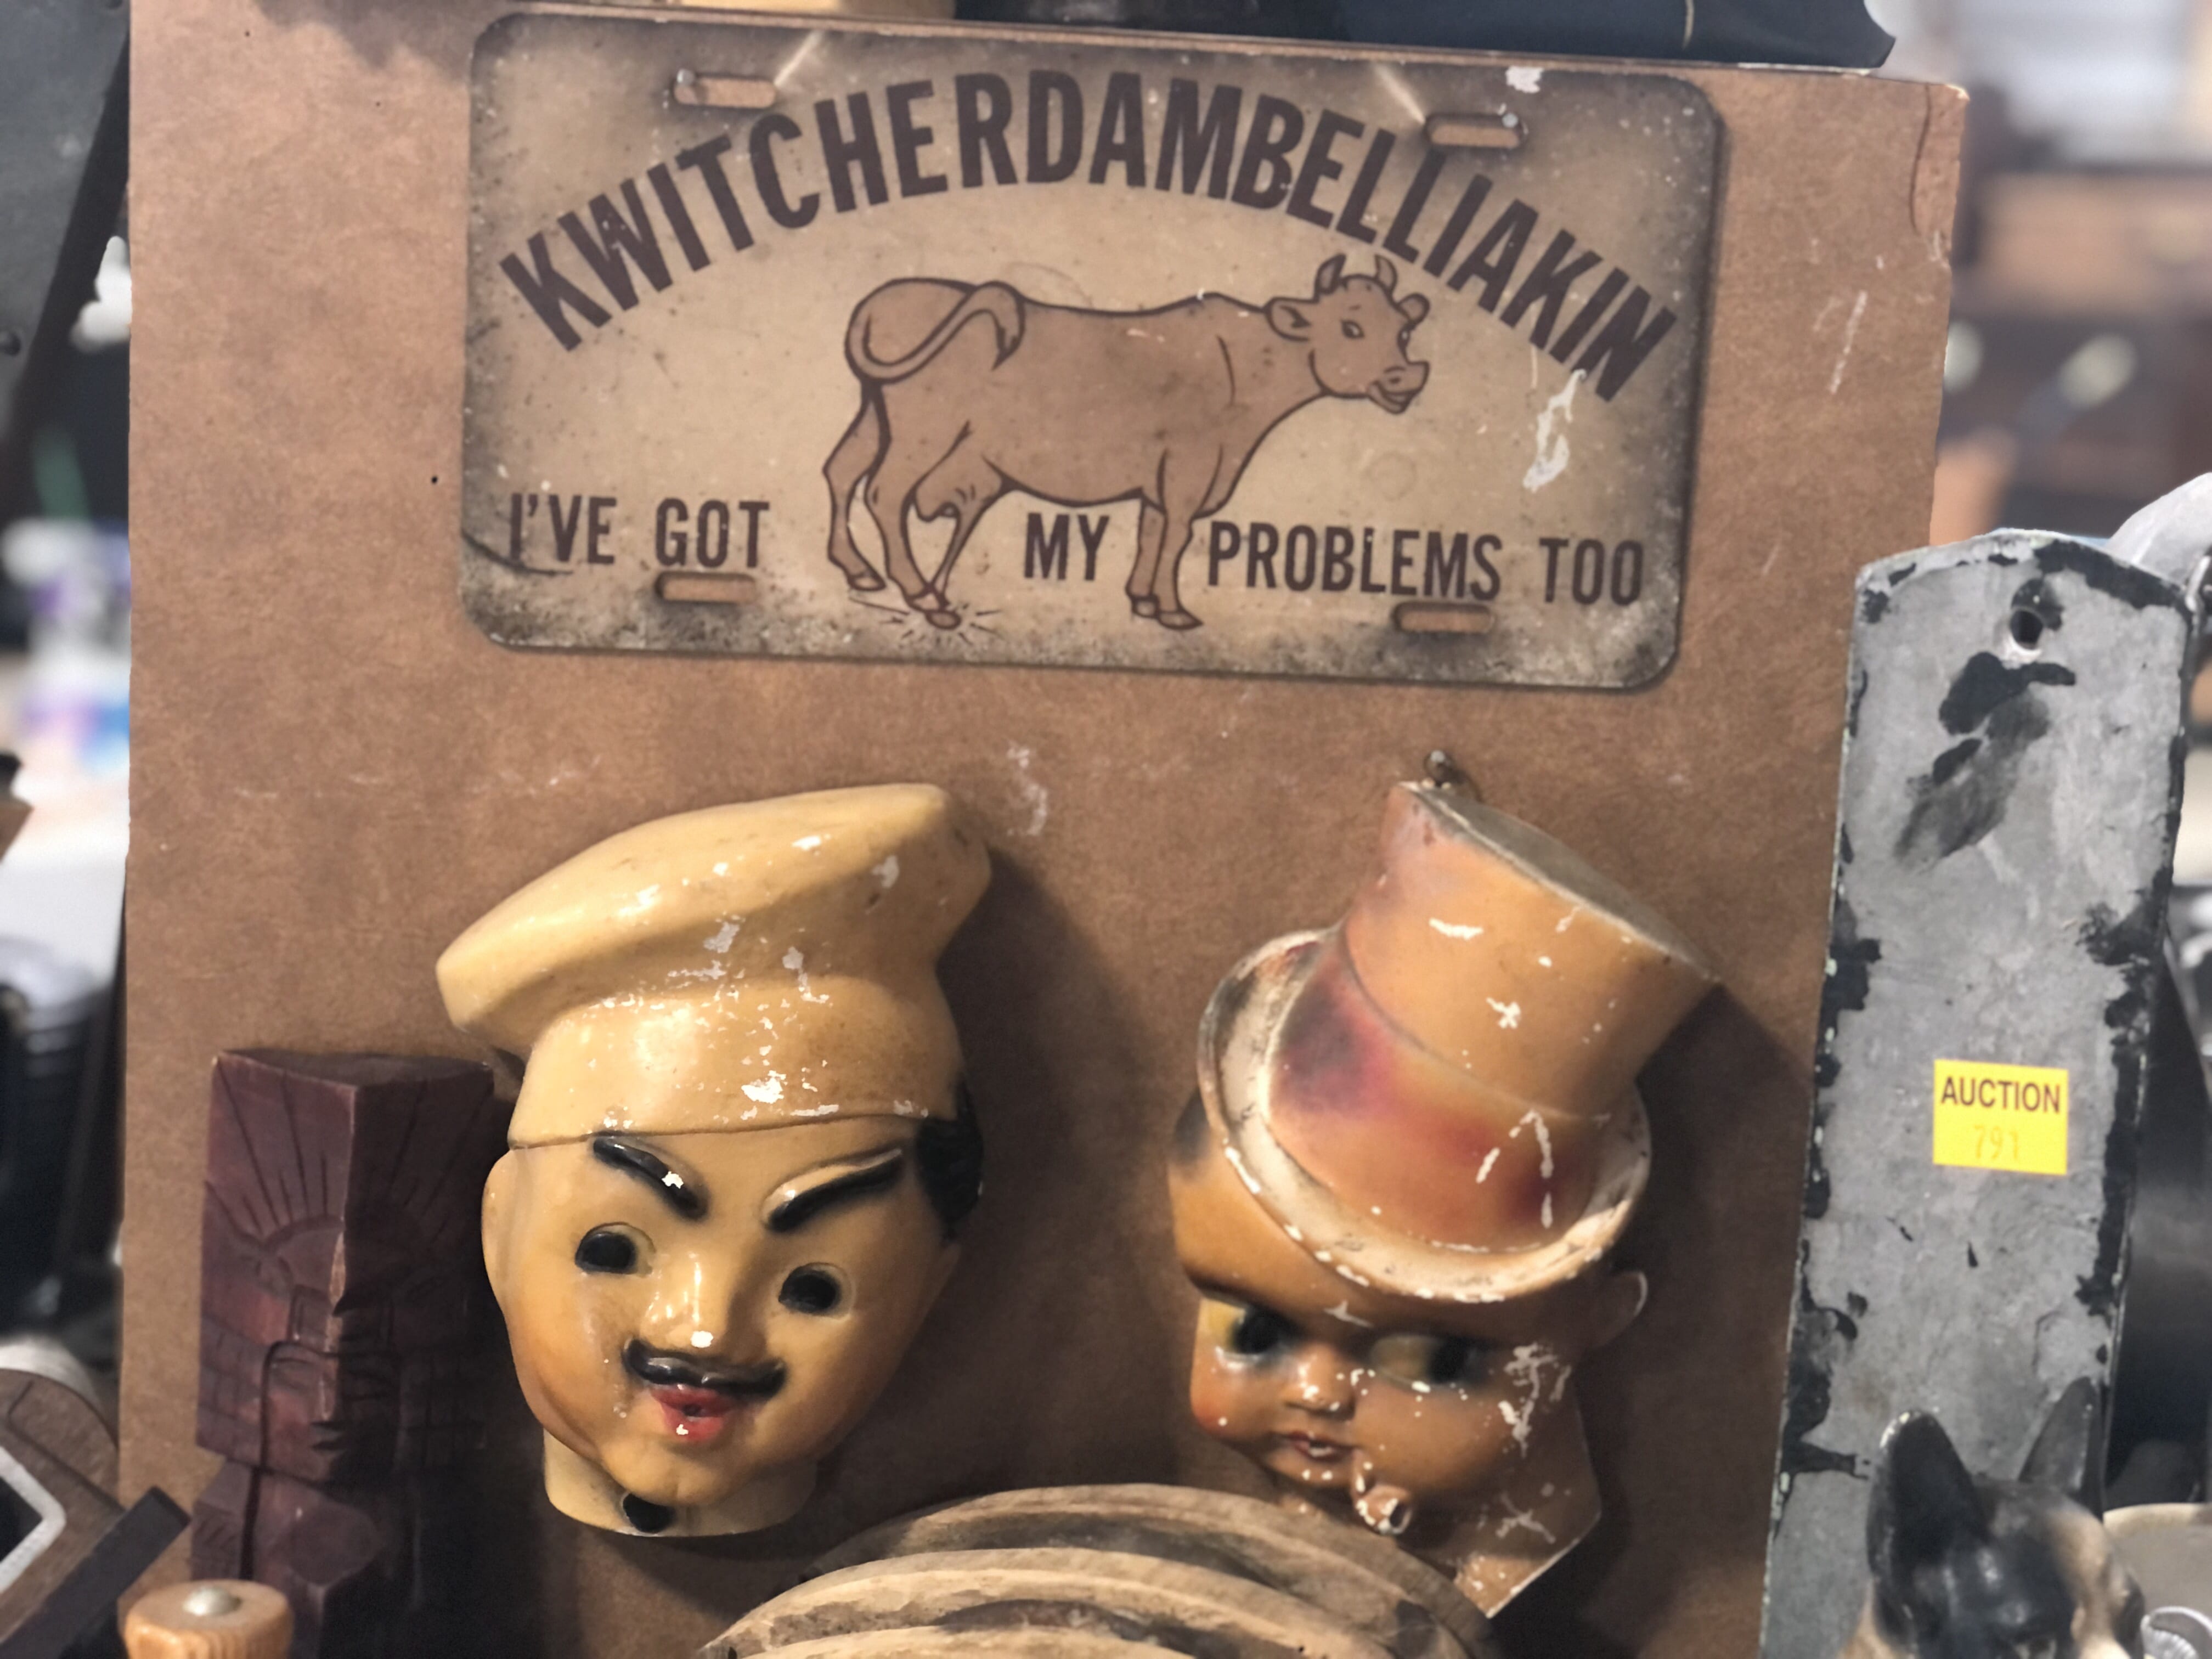 KWITCHERDAMBELLIAKIN
I'VE GOT MY PROBLEMS TOO
AUCTION
791